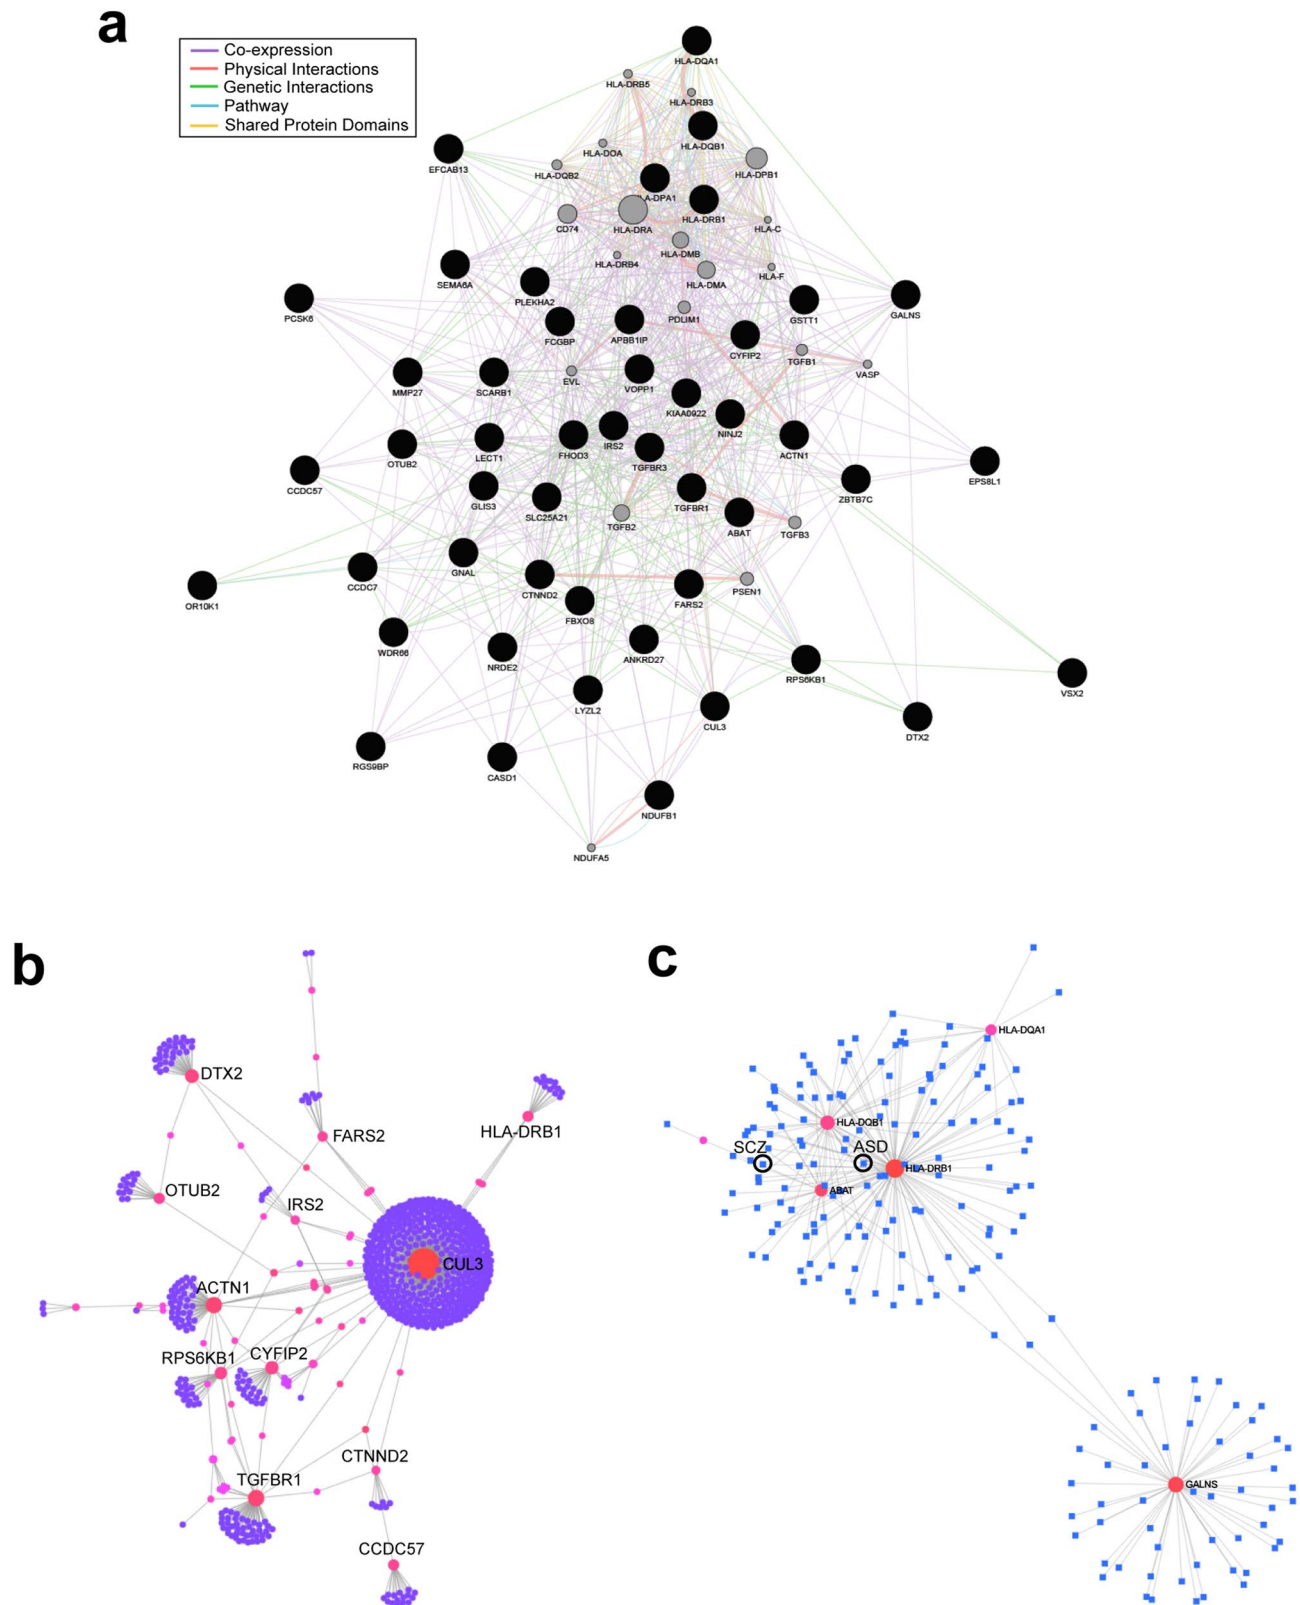 a
Co-expression
Physical Interactions
Genetic Interactions
Pathway
Shared Protein Domains
HLA-DQA1
HLA-DRB5
HLA-DRB3
HLA-DQB1
HLA-DOA
EFCAB13
HLA-DQB2
HLA-DPB1
HLA-DPA1
HLA-DRB1
CD74
HLA-DRA
HLA-C
HLA-DMB
HLA-DRB4
HLA-F
SEMA6A
HLA-DMA
PLEKHA2
PCSK6
GSTT1
GALNS
PDLIM1
FCGBP
APBB1IP
CYFIP2
TGFB1
VASP
EVL
VOPP1
MMP27
SCARB1
KIAA0922
NINJ2
IRS2
OTUB2
LECT1
FHOD3
ACTN1
TGFBR3
CCDC57
EPS8L1
ZBTB7C
GLIS3
SLC25A21
TGFBR1
TGFB2
ABAT
TGFB3
GNAL
CCDC7
CTNND2
PSEN1
OR10K1
FARS2
FBXO8
WDR66
ANKRD27
NRDE2
RPS6KB1
VSX2
LYZL2
CUL3
DTX2
RGS9BP
CASD1
NDUFB1
NDUFA5
b
DTX2
FARS2
HLA-DRB1
OTUB2
IRS2
CUL3
ACTN1
RPS6KB1
CYFIP2
CTNND2
TGFBR1
CCDC57
c
HLA-DQA1
HLA-DQB1
SCZ
ASD
HLA-DRB1
ABAT
GALNS